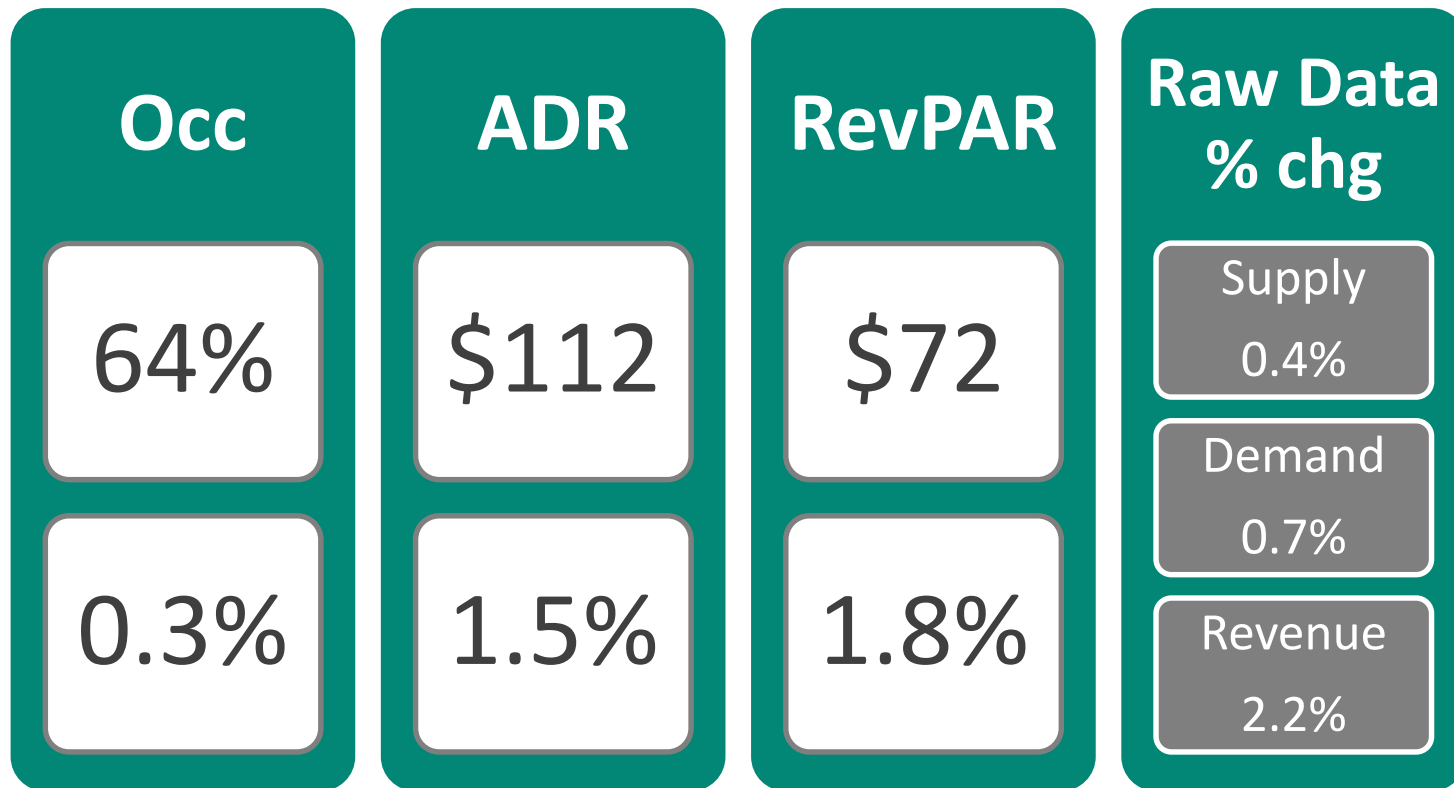 Occ
64%
0.3%
ADR
$112
1.5%
RevPAR
$72
1.8%
Raw Data
% chg
Supply
0.4%
Demand
0.7%
Revenue
2.2%